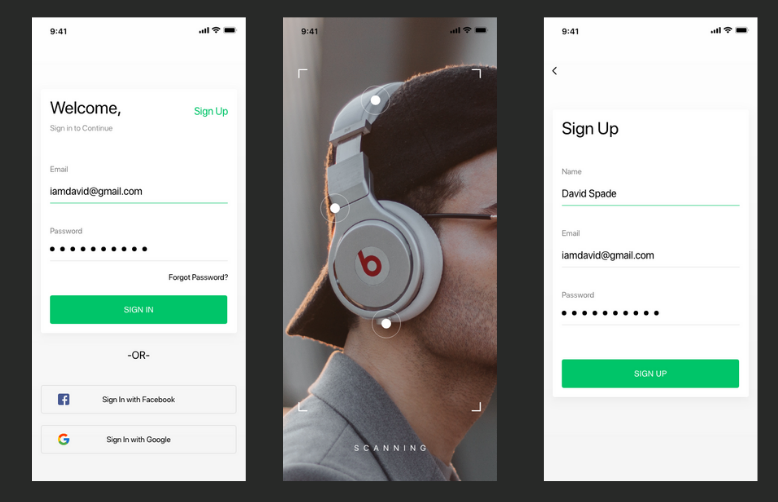 9:41
Welcome,
Sign Up
Sign in to Continue
Email
iamdavid@gmail.com
Password
Forgot Password?
SIGN IN
-OR-
f Sign In with Facebook
G Sign In with Google
9:41
b
SCANNING
9:41
Sign Up
Name
David Spade
Email
iamdavid@gmail.com
Password
SIGN UP